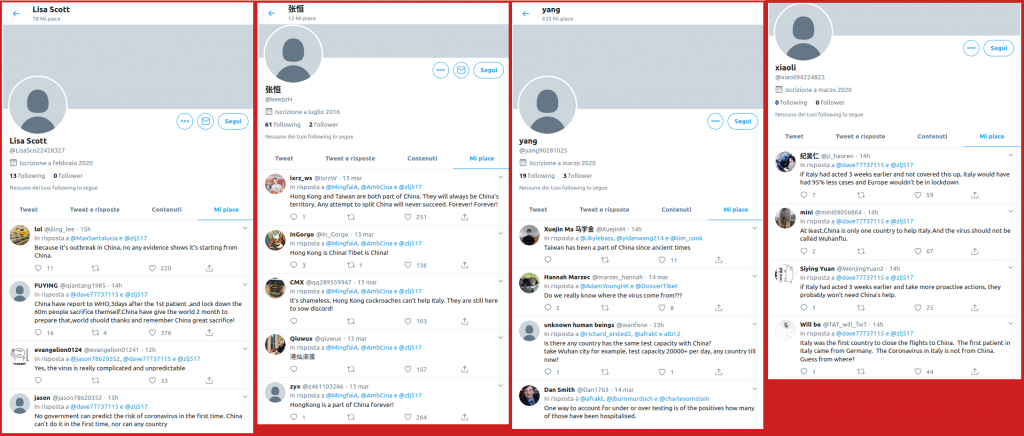 Lisa Scott
78 Mi piace
Segui
Lisa Scott
@LisaSco22428327
Iscrizione a febbraio 2020
13 following 0 follower
Nessuno dei tuoi following lo segue
Tweet Tweet e risposte Contenuti Mi piace
lol @jling_lee · 15h
In risposta a @MaxSantalucia e @zlj517
Because it's outbreak in China, no any evidence shows it's starting from
China.
11 220
FUYING @qiantang1985 · 14h
In risposta a @dave77737115 e @zlj517
China have report to WHO,3days after the 1st patient ,and lock down the
60m people sacrifice themself.China have give the world 2 month to
prepare that,world should thanks and remember China great sacrifice!
16 4 378
evangelion0124 @evangelion01241 · 12h
In risposta a @jason78620352, @dave77737115 e @zlj517
Yes, the virus is really complicated and unpredictable
33
jason @jason78620352 · 15h
In risposta a @dave77737115 e @zlj517
No government can predict the risk of coronavirus in the first time. China
can't do it in the first time, nor can any country
张恒
12 Mi piace
Segui
张恒
@keepzH
Iscrizione a luglio 2016
61 following 2 follower
Nessuno dei tuoi following lo segue
Tweet Tweet e risposte Contenuti Mi piace
ixrz_ws @IxrzW · 13 mar
In risposta a @MingfeiA, @AmbCina e @zlj517
Hong Kong and Taiwan are both part of China. They will always be China's
territory. Any attempt to split China will never succeed. Forever! Forever!
1 251
InGorgo @In_Gorgo · 13 mar
In risposta a @MingfeiA, @AmbCina e @zlj517
Hong Kong is China! Tibet is China!
3 1 136
CMX @qq289559947 · 13 mar
In risposta a @MingfeiA, @AmbCina e @zlj517
It's shameless. Hong Kong cockroaches can't help Italy. They are still here
to sow discord!
103
Qiuwux @qiuwux · 13 mar
In risposta a @MingfeiA, @AmbCina e @zlj517
港灿滚蛋
157
zyx @z461103266 · 13 mar
In risposta a @MingfeiA, @AmbCina e @zlj517
HongKong is a part of China forever!
1 264
yang
635 Mi piace
Segui
yang
@yang90281025
Iscrizione a marzo 2020
19 following 3 follower
Nessuno dei tuoi following lo segue
Tweet Tweet e risposte Contenuti Mi piace
Xuejin Ma 马学金 @XuejinM · 14h
In risposta a @Jkylebass, @yidanwang214 e @tim_cook
Taiwan has been a part of China since ancient times
11
Hannah Marzec @marzec_hannah · 14 mar
In risposta a @AdamYoungHK e @DossierTibet
Do we really know where the virus come from???
2 8
unknown human beings @wanfone · 23h
In risposta a @richard_ersted2, @afrakt e altri 2
Is there any country has the same test capacity with China?
take Wuhan city for example, test capacity 20000+ per day, any country till
now?
1 1
Dan Smith @Dan1763 · 14 mar
In risposta a @afrakt, @jburnmurdoch e @charlesornstein
One way to account for under or over testing is of the positives how many
of those have been hospitalised.
Segui
xiaoli
@xiaoli94224825
Iscrizione a marzo 2020
0 following 0 follower
Nessuno dei tuoi following lo segue
Tweet Tweet e risposte Contenuti Mi piace
纪昊仁 @ji_haoren · 14h
In risposta a @dave77737115 e @zlj517
if italy had acted 3 weeks earlier and not covered this up, italy would have
had 95% less cases and Europe wouldn't be in lockdown
7 59
mini @mini09056864 · 14h
In risposta a @dave77737115 e @zlj517
At least,China is only one country to help italy.And the virus should not be
called Wuhanflu.
2 67
Siying Yuan @WenjingYuan2 · 14h
In risposta a @dave77737115 e @zlj517
if italy had acted 3 weeks earlier and take more proactive actions, they
probably won't need China's help.
1 25
Will be @TAT_will_TwT · 14h
In risposta a @dave77737115 e @zlj517
Italy was the first country to close the flights to China. The first patient in
Italy came from Germany. The Coronavirus in Italy is not from China.
Guess from where?
1 44